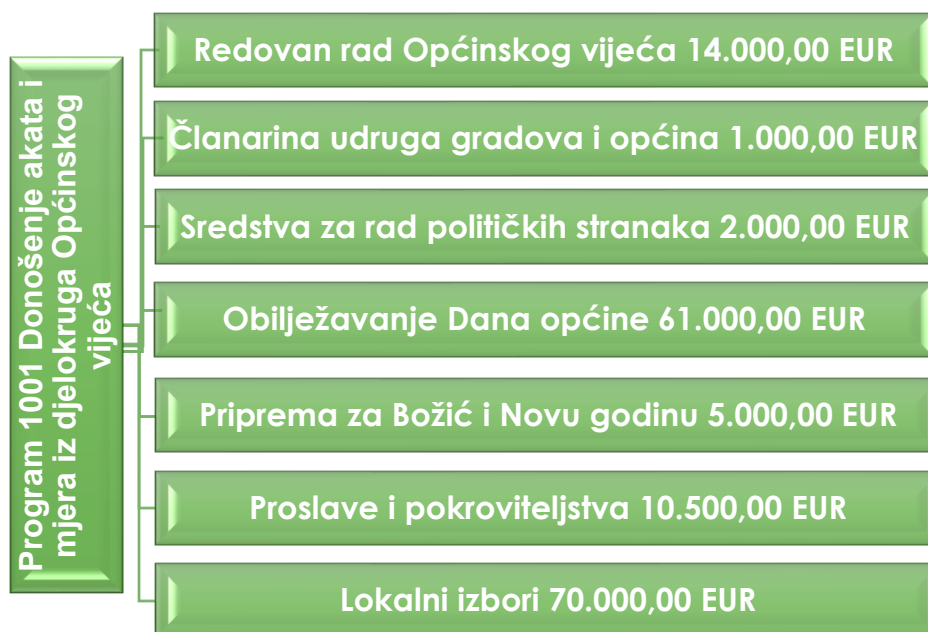 Program 1001 Donošenje akata i
mjera iz djelokruga Općinskog
vijeća
Redovan rad Općinskog vijeća 14.000,00 EUR
Članarina udruga gradova i općina 1.000,00 EUR
Sredstva za rad političkih stranaka 2.000,00 EUR
Obilježavanje Dana općine 61.000,00 EUR
Priprema za Božić i Novu godinu 5.000,00 EUR
Proslave i pokroviteljstva 10.500,00 EUR
Lokalni izbori 70.000,00 EUR